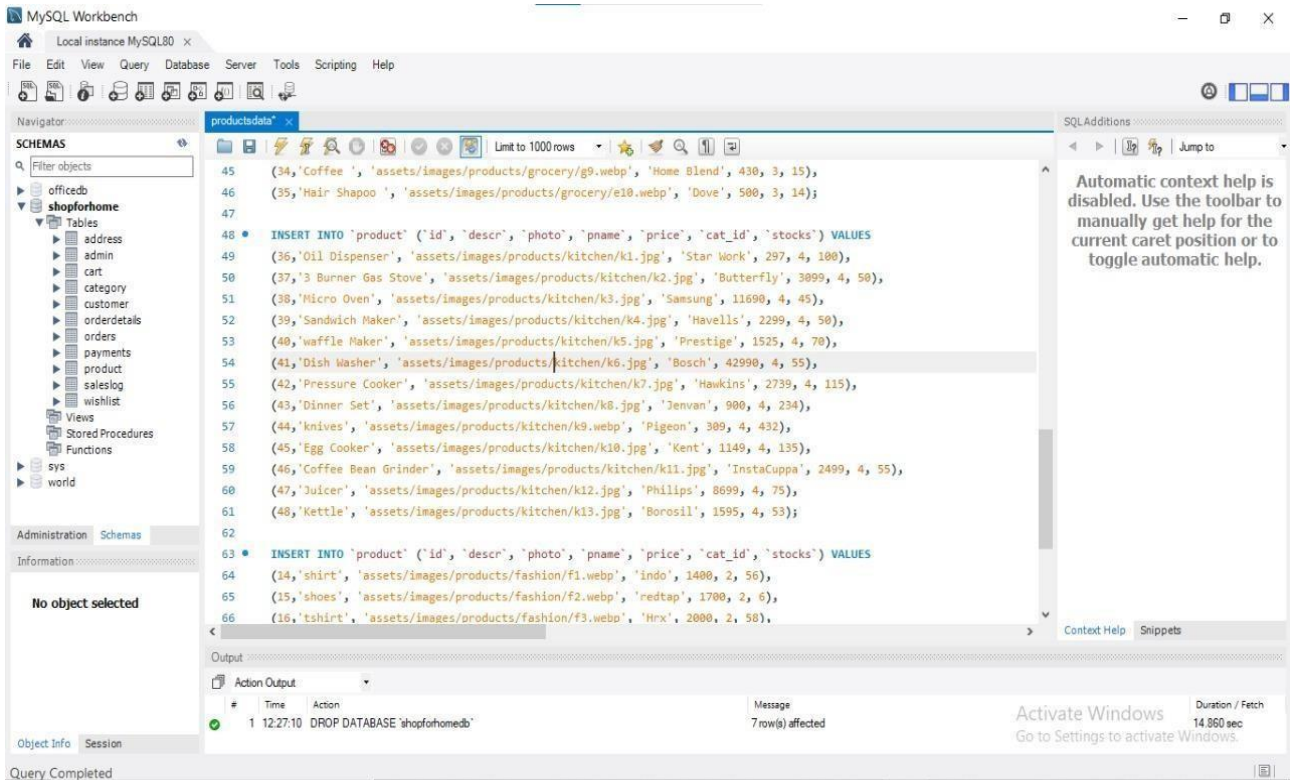 MySQL Workbench
Local instance MySQL80
File Edit View Query Database Server Tools Scripting Help
Navigator
SCHEMAS
Filter objects
officedb
shopforhome
Tables
address
admin
cart
category
customer
orderdetails
orders
payments
product
saleslog
wishlist
Views
Stored Procedures
Functions
sys
world
Administration Schemas
Information
No object selected
Object Info Session
Query Completed
productsdata*
Limit to 1000 rows
45 (34,'Coffee ', 'assets/images/products/grocery/g9.webp', 'Home Blend', 430, 3, 15),
46 (35,'Hair Shapoo ', 'assets/images/products/grocery/e10.webp', 'Dove', 500, 3, 14);
47
48 INSERT INTO `product` (`id`, `descr`, `photo`, `pname`, `price`, `cat_id`, `stocks`) VALUES
49 (36,'Oil Dispenser', 'assets/images/products/kitchen/k1.jpg', 'Star Work', 297, 4, 100),
50 (37,'3 Burner Gas Stove', 'assets/images/products/kitchen/k2.jpg', 'Butterfly', 3099, 4, 50),
51 (38,'Micro Oven', 'assets/images/products/kitchen/k3.jpg', 'Samsung', 11690, 4, 45),
52 (39,'Sandwich Maker', 'assets/images/products/kitchen/k4.jpg', 'Havells', 2299, 4, 50),
53 (40,'waffle Maker', 'assets/images/products/kitchen/k5.jpg', 'Prestige', 1525, 4, 70),
54 (41,'Dish Washer', 'assets/images/products/kitchen/k6.jpg', 'Bosch', 42990, 4, 55),
55 (42,'Pressure Cooker', 'assets/images/products/kitchen/k7.jpg', 'Hawkins', 2739, 4, 115),
56 (43,'Dinner Set', 'assets/images/products/kitchen/k8.jpg', 'Jenvan', 900, 4, 234),
57 (44,'knives', 'assets/images/products/kitchen/k9.webp', 'Pigeon', 309, 4, 432),
58 (45,'Egg Cooker', 'assets/images/products/kitchen/k10.jpg', 'Kent', 1149, 4, 135),
59 (46,'Coffee Bean Grinder', 'assets/images/products/kitchen/k11.jpg', 'InstaCuppa', 2499, 4, 55),
60 (47,'Juicer', 'assets/images/products/kitchen/k12.jpg', 'Philips', 8699, 4, 75),
61 (48,'Kettle', 'assets/images/products/kitchen/k13.jpg', 'Borosil', 1595, 4, 53);
62
63 INSERT INTO `product` (`id`, `descr`, `photo`, `pname`, `price`, `cat_id`, `stocks`) VALUES
64 (14,'shirt', 'assets/images/products/fashion/f1.webp', 'indo', 1400, 2, 56),
65 (15,'shoes', 'assets/images/products/fashion/f2.webp', 'redtap', 1700, 2, 6),
66 (16,'tshirt', 'assets/images/products/fashion/f3.webp', 'Hrx', 2000, 2, 58),
SQLAdditions
Jump to
Automatic context help is
disabled. Use the toolbar to
manually get help for the
current caret position or to
toggle automatic help.
Context Help Snippets
Output
Action Output
# Time Action Message Duration / Fetch
1 12:27:10 DROP DATABASE `shopforhomedb` 7 row(s) affected 14.860 sec
Activate Windows
Go to Settings to activate Windows.